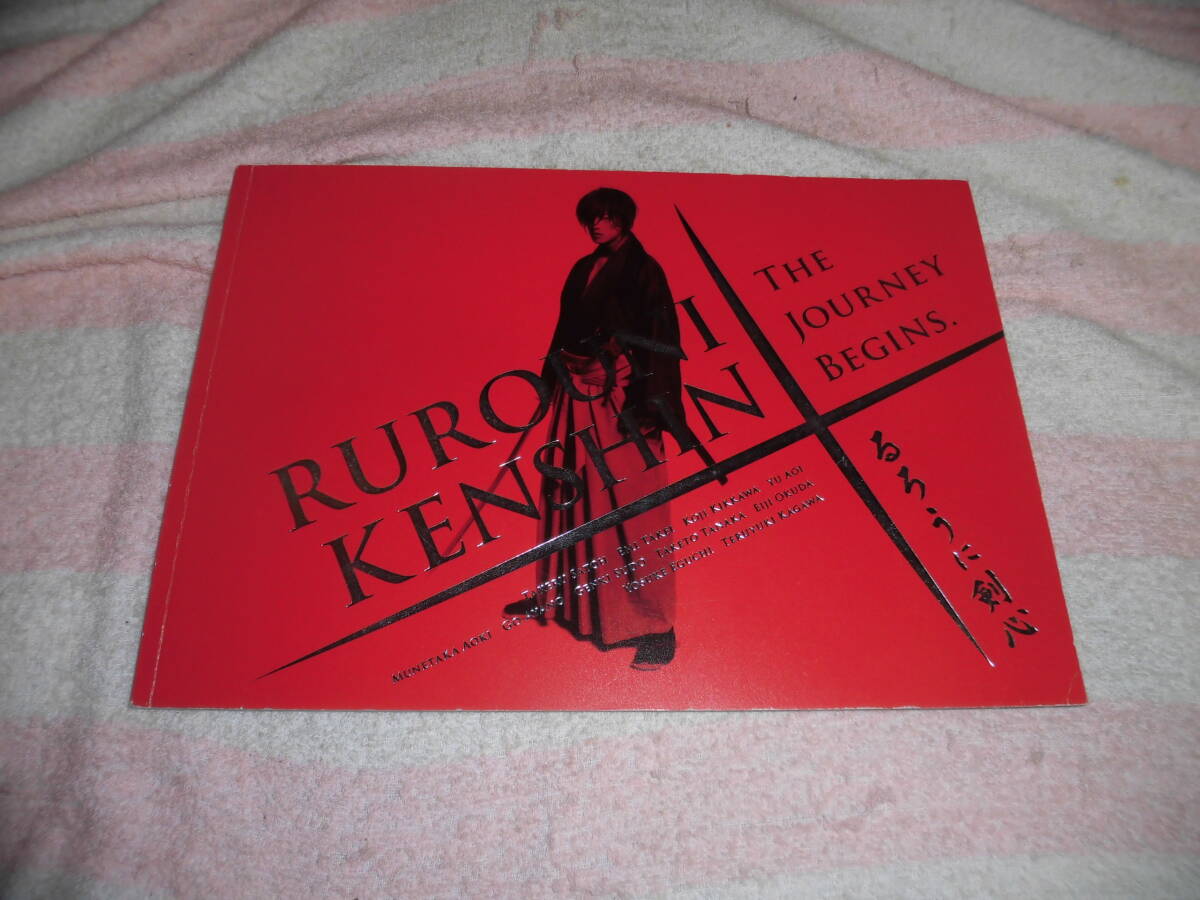 RUROUNI
KENSHIN
THE
JOURNEY
BEGINS.
TAKERU SATOH EMI TAKEI KOJI KIKKAWA YU AOI
MUNETAKA AOKI GO AYANO GENKI SUDO TAKETO TANAKA EIJI OKUDA
YOSUKE EGUCHI TERUYUKI KAGAWA
るろうに剣心